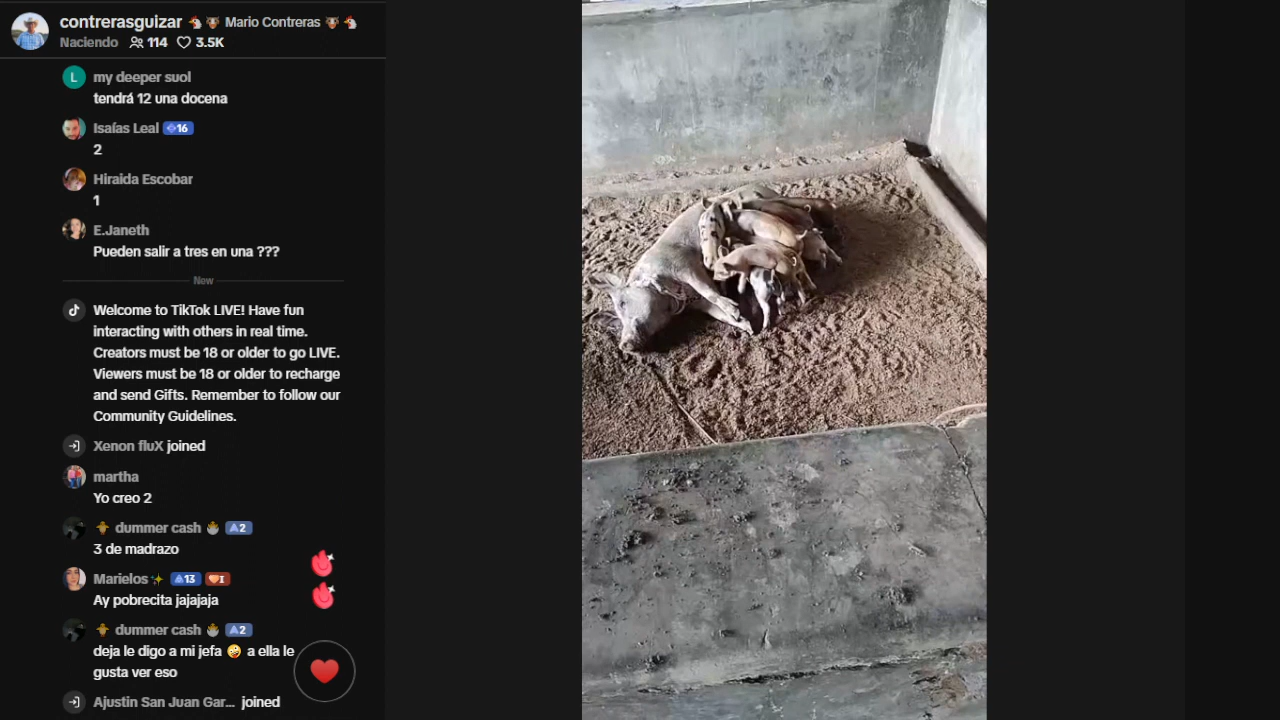 contrerasguizar 🐔 🐮 Mario Contreras 🐮 🐔
Naciendo 114 3.5K
L my deeper suol
tendrá 12 una docena
Isaías Leal 16
2
Hiraida Escobar
1
E.Janeth
Pueden salir a tres en una ???
New
Welcome to TikTok LIVE! Have fun
interacting with others in real time.
Creators must be 18 or older to go LIVE.
Viewers must be 18 or older to recharge
and send Gifts. Remember to follow our
Community Guidelines.
Xenon fluX joined
martha
Yo creo 2
dummer cash 🐣 2
3 de madrazo
Marielos ✨ 13 I
Ay pobrecita jajajaja
dummer cash 🐣 2
deja le digo a mi jefa 🤪 a ella le
gusta ver eso
Ajustin San Juan Gar... joined